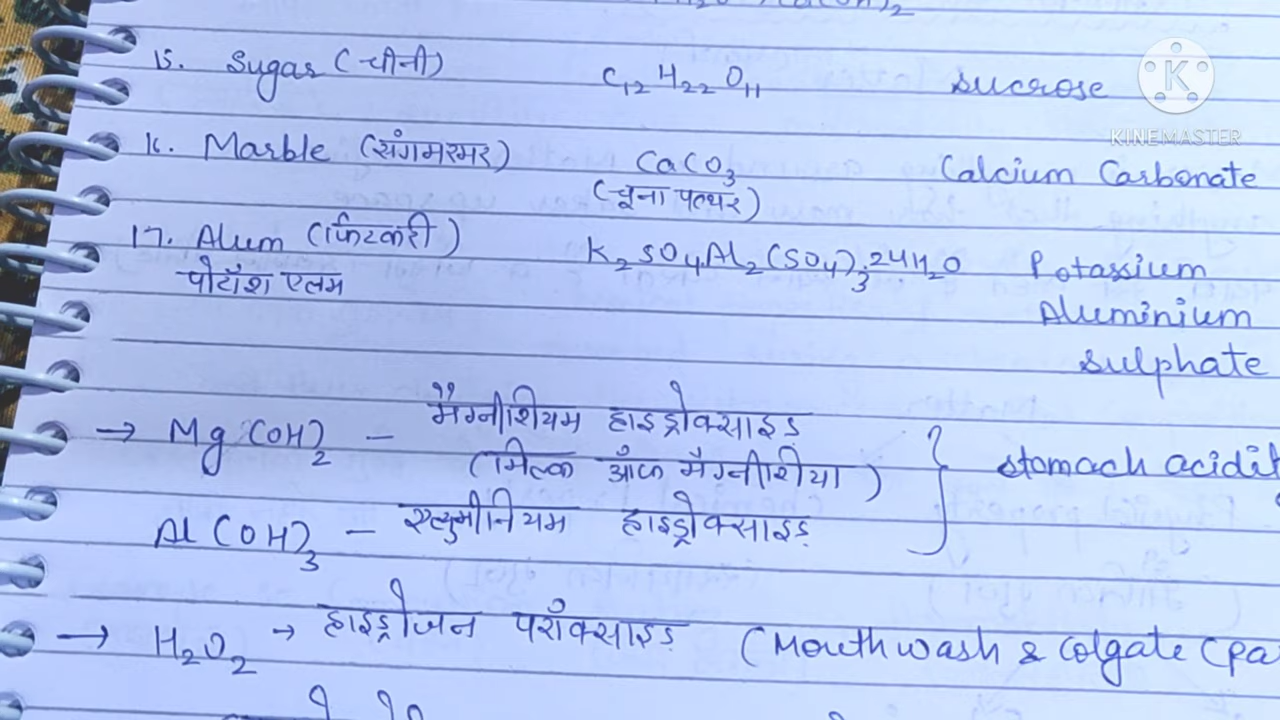 15. Sugar (चीनी) C₁₂H₂₂O₁₁ sucrose
16. Marble (संगमरमर) CaCO₃ Calcium Carbonate
(चूना पत्थर)
17. Alum (फिटकरी) K₂SO₄Al₂(SO₄)₃24H₂O Potassium
पोटॉश एलम Aluminium
sulphate
→ Mg(OH)₂ – मैग्नीशियम हाइड्रोक्साइड
(मिल्क ऑफ मैग्नीशिया) } stomach acidit
Al(OH)₃ – एल्युमीनियम हाइड्रोक्साइड
→ H₂O₂ → हाइड्रोजन परॉक्साइड (Mouthwash & Colgate (pa
KINEMASTER